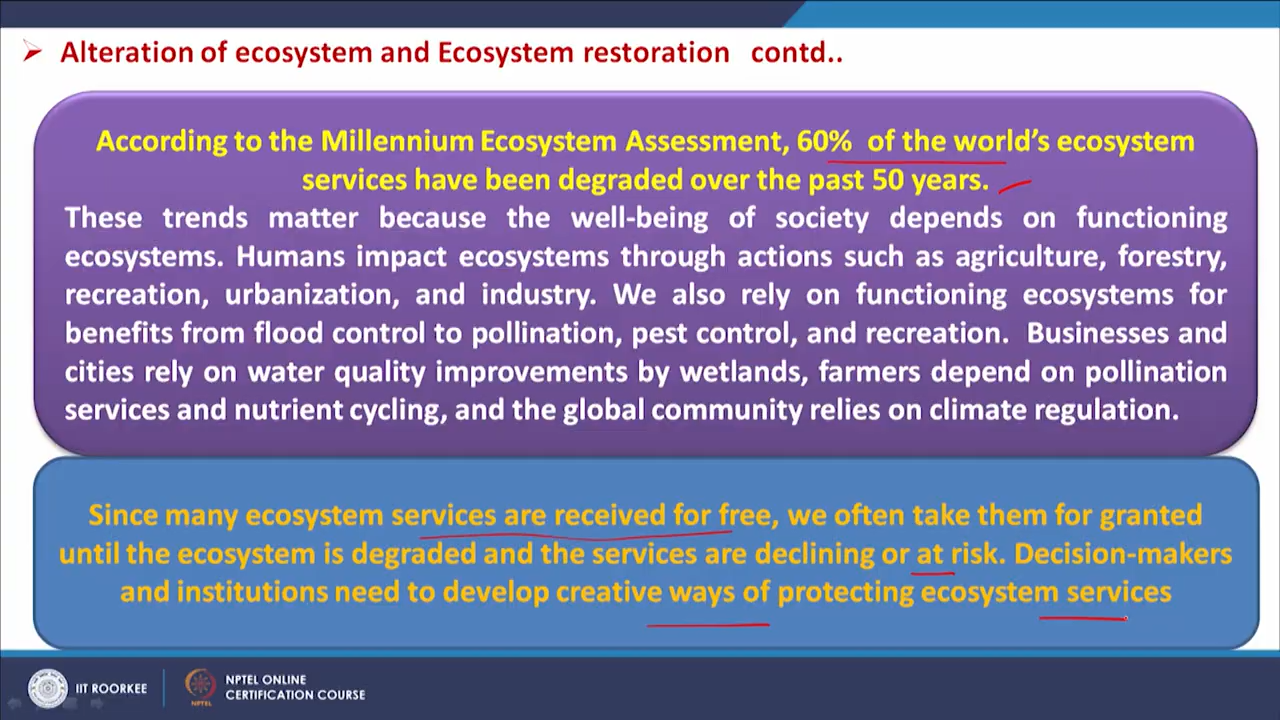 Alteration of ecosystem and Ecosystem restoration contd..
According to the Millennium Ecosystem Assessment, 60% of the world's ecosystem
services have been degraded over the past 50 years.
These trends matter because the well-being of society depends on functioning
ecosystems. Humans impact ecosystems through actions such as agriculture, forestry,
recreation, urbanization, and industry. We also rely on functioning ecosystems for
benefits from flood control to pollination, pest control, and recreation. Businesses and
cities rely on water quality improvements by wetlands, farmers depend on pollination
services and nutrient cycling, and the global community relies on climate regulation.
Since many ecosystem services are received for free, we often take them for granted
until the ecosystem is degraded and the services are declining or at risk. Decision-makers
and institutions need to develop creative ways of protecting ecosystem services
IIT ROORKEE
NPTEL
NPTEL ONLINE
CERTIFICATION COURSE